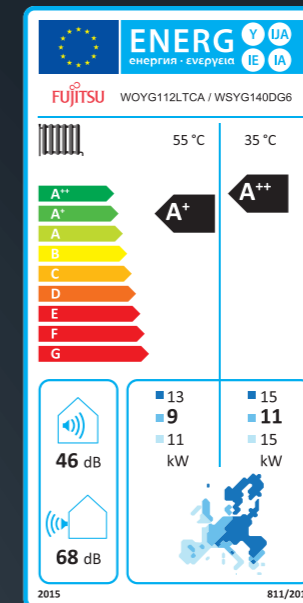 ENERG Y IJA
енергия · ενεργεια IE IA
FUJITSU WOYG112LTCA / WSYG140DG6
55 °C 35 °C
A++
A+
A
B
C
D
E
F
G
A+
A++
13 15
9 11
11 15
kW kW
46 dB
68 dB
2015 811/20